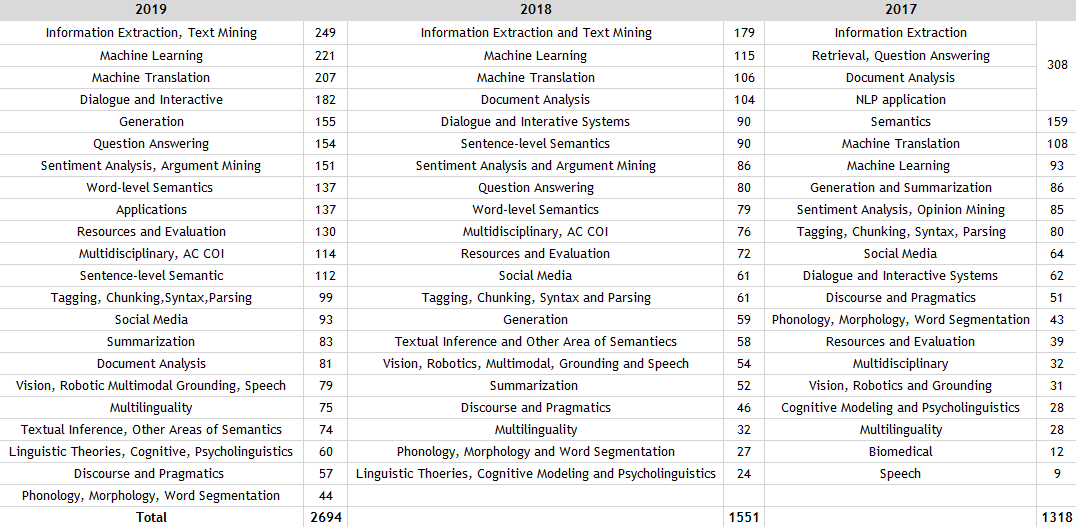 2019 2018 2017
Information Extraction, Text Mining 249 Information Extraction and Text Mining 179 Information Extraction 308
Machine Learning 221 Machine Learning 115 Retrieval, Question Answering
Machine Translation 207 Machine Translation 106 Document Analysis
Dialogue and Interactive 182 Document Analysis 104 NLP application
Generation 155 Dialogue and Interative Systems 90 Semantics 159
Question Answering 154 Sentence-level Semantics 90 Machine Translation 108
Sentiment Analysis, Argument Mining 151 Sentiment Analysis and Argument Mining 86 Machine Learning 93
Word-level Semantics 137 Question Answering 80 Generation and Summarization 86
Applications 137 Word-level Semantics 79 Sentiment Analysis, Opinion Mining 85
Resources and Evaluation 130 Multidisciplinary, AC COI 76 Tagging, Chunking, Syntax, Parsing 80
Multidisciplinary, AC COI 114 Resources and Evaluation 72 Social Media 64
Sentence-level Semantic 112 Social Media 61 Dialogue and Interactive Systems 62
Tagging, Chunking,Syntax,Parsing 99 Tagging, Chunking, Syntax and Parsing 61 Discourse and Pragmatics 51
Social Media 93 Generation 59 Phonology, Morphology, Word Segmentation 43
Summarization 83 Textual Inference and Other Area of Semantiecs 58 Resources and Evaluation 39
Document Analysis 81 Vision, Robotics, Multimodal, Grounding and Speech 54 Multidisciplinary 32
Vision, Robotic Multimodal Grounding, Speech 79 Summarization 52 Vision, Robotics and Grounding 31
Multilinguality 75 Discourse and Pragmatics 46 Cognitive Modeling and Psycholinguistics 28
Textual Inference, Other Areas of Semantics 74 Multilinguality 32 Multilinguality 28
Linguistic Theories, Cognitive, Psycholinguistics 60 Phonology, Morphology and Word Segmentation 27 Biomedical 12
Discourse and Pragmatics 57 Linguistic Thoeries, Cognitive Modeling and Psycholinguistics 24 Speech 9
Phonology, Morphology, Word Segmentation 44
Total 2694 1551 1318